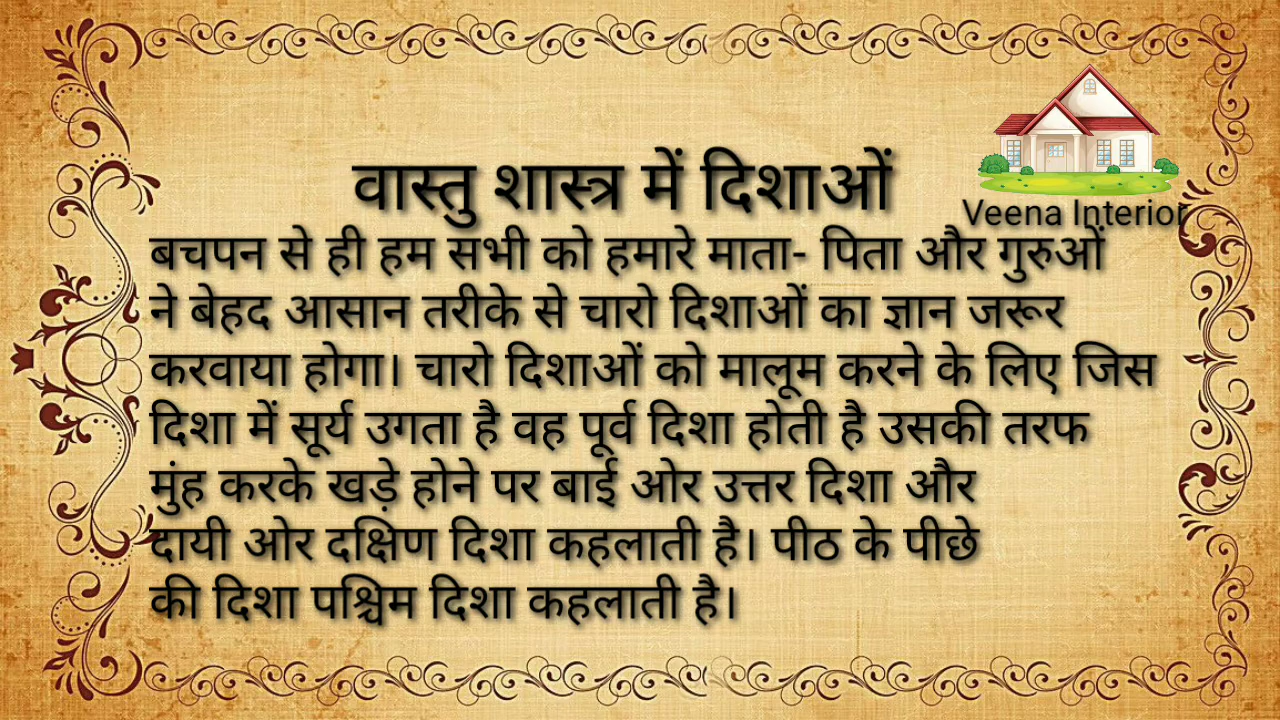 वास्तु शास्त्र में दिशाओं
Veena Interior
बचपन से ही हम सभी को हमारे माता- पिता और गुरुओं
ने बेहद आसान तरीके से चारो दिशाओं का ज्ञान जरूर
करवाया होगा। चारो दिशाओं को मालूम करने के लिए जिस
दिशा में सूर्य उगता है वह पूर्व दिशा होती है उसकी तरफ
मुंह करके खड़े होने पर बाई ओर उत्तर दिशा और
दायी ओर दक्षिण दिशा कहलाती है। पीठ के पीछे
की दिशा पश्चिम दिशा कहलाती है।